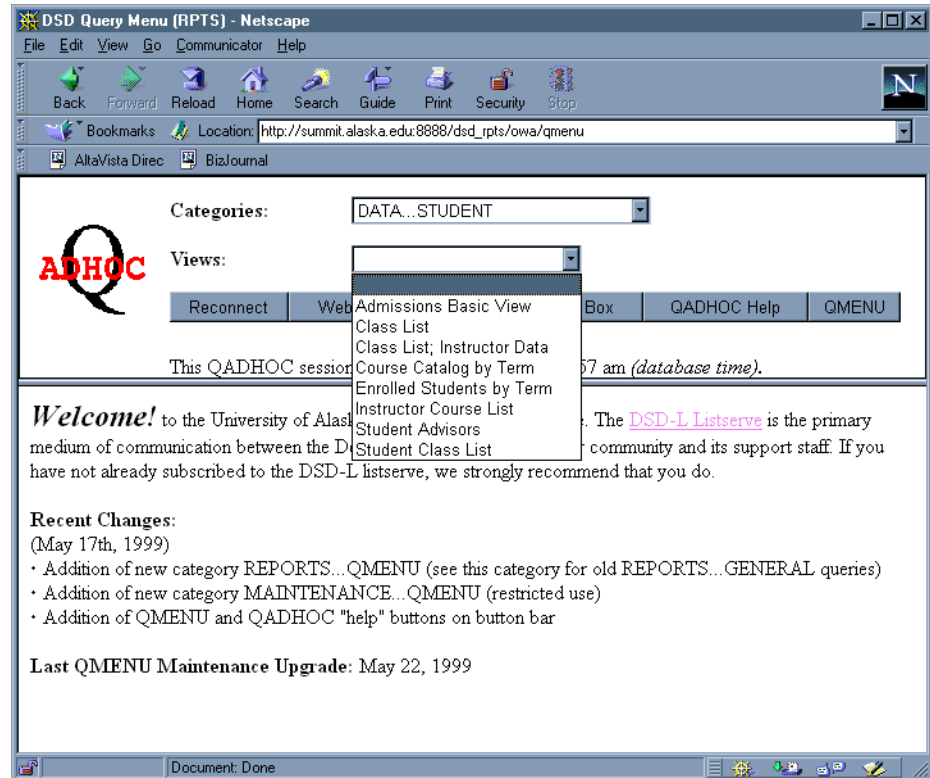 DSD Query Menu (RPTS) - Netscape
File Edit View Go Communicator Help
Back Forward Reload Home Search Guide Print Security Stop
N
Bookmarks Location: http://summit.alaska.edu:8888/dsd_rpts/owa/qmenu
AltaVista Direc BizJournal
Categories: DATA...STUDENT
Q
ADHOC
Views:
Reconnect Web Box QADHOC Help QMENU
Admissions Basic View
Class List
Class List; Instructor Data
Course Catalog by Term
Enrolled Students by Term
Instructor Course List
Student Advisors
Student Class List
This QADHOC session 57 am (database time).
Welcome! to the University of Alas . The DSD-L Listserve is the primary
medium of communication between the D community and its support staff. If you
have not already subscribed to the DSD-L listserve, we strongly recommend that you do.
Recent Changes:
(May 17th, 1999)
· Addition of new category REPORTS...QMENU (see this category for old REPORTS...GENERAL queries)
· Addition of new category MAINTENANCE...QMENU (restricted use)
· Addition of QMENU and QADHOC "help" buttons on button bar
Last QMENU Maintenance Upgrade: May 22, 1999
Document: Done